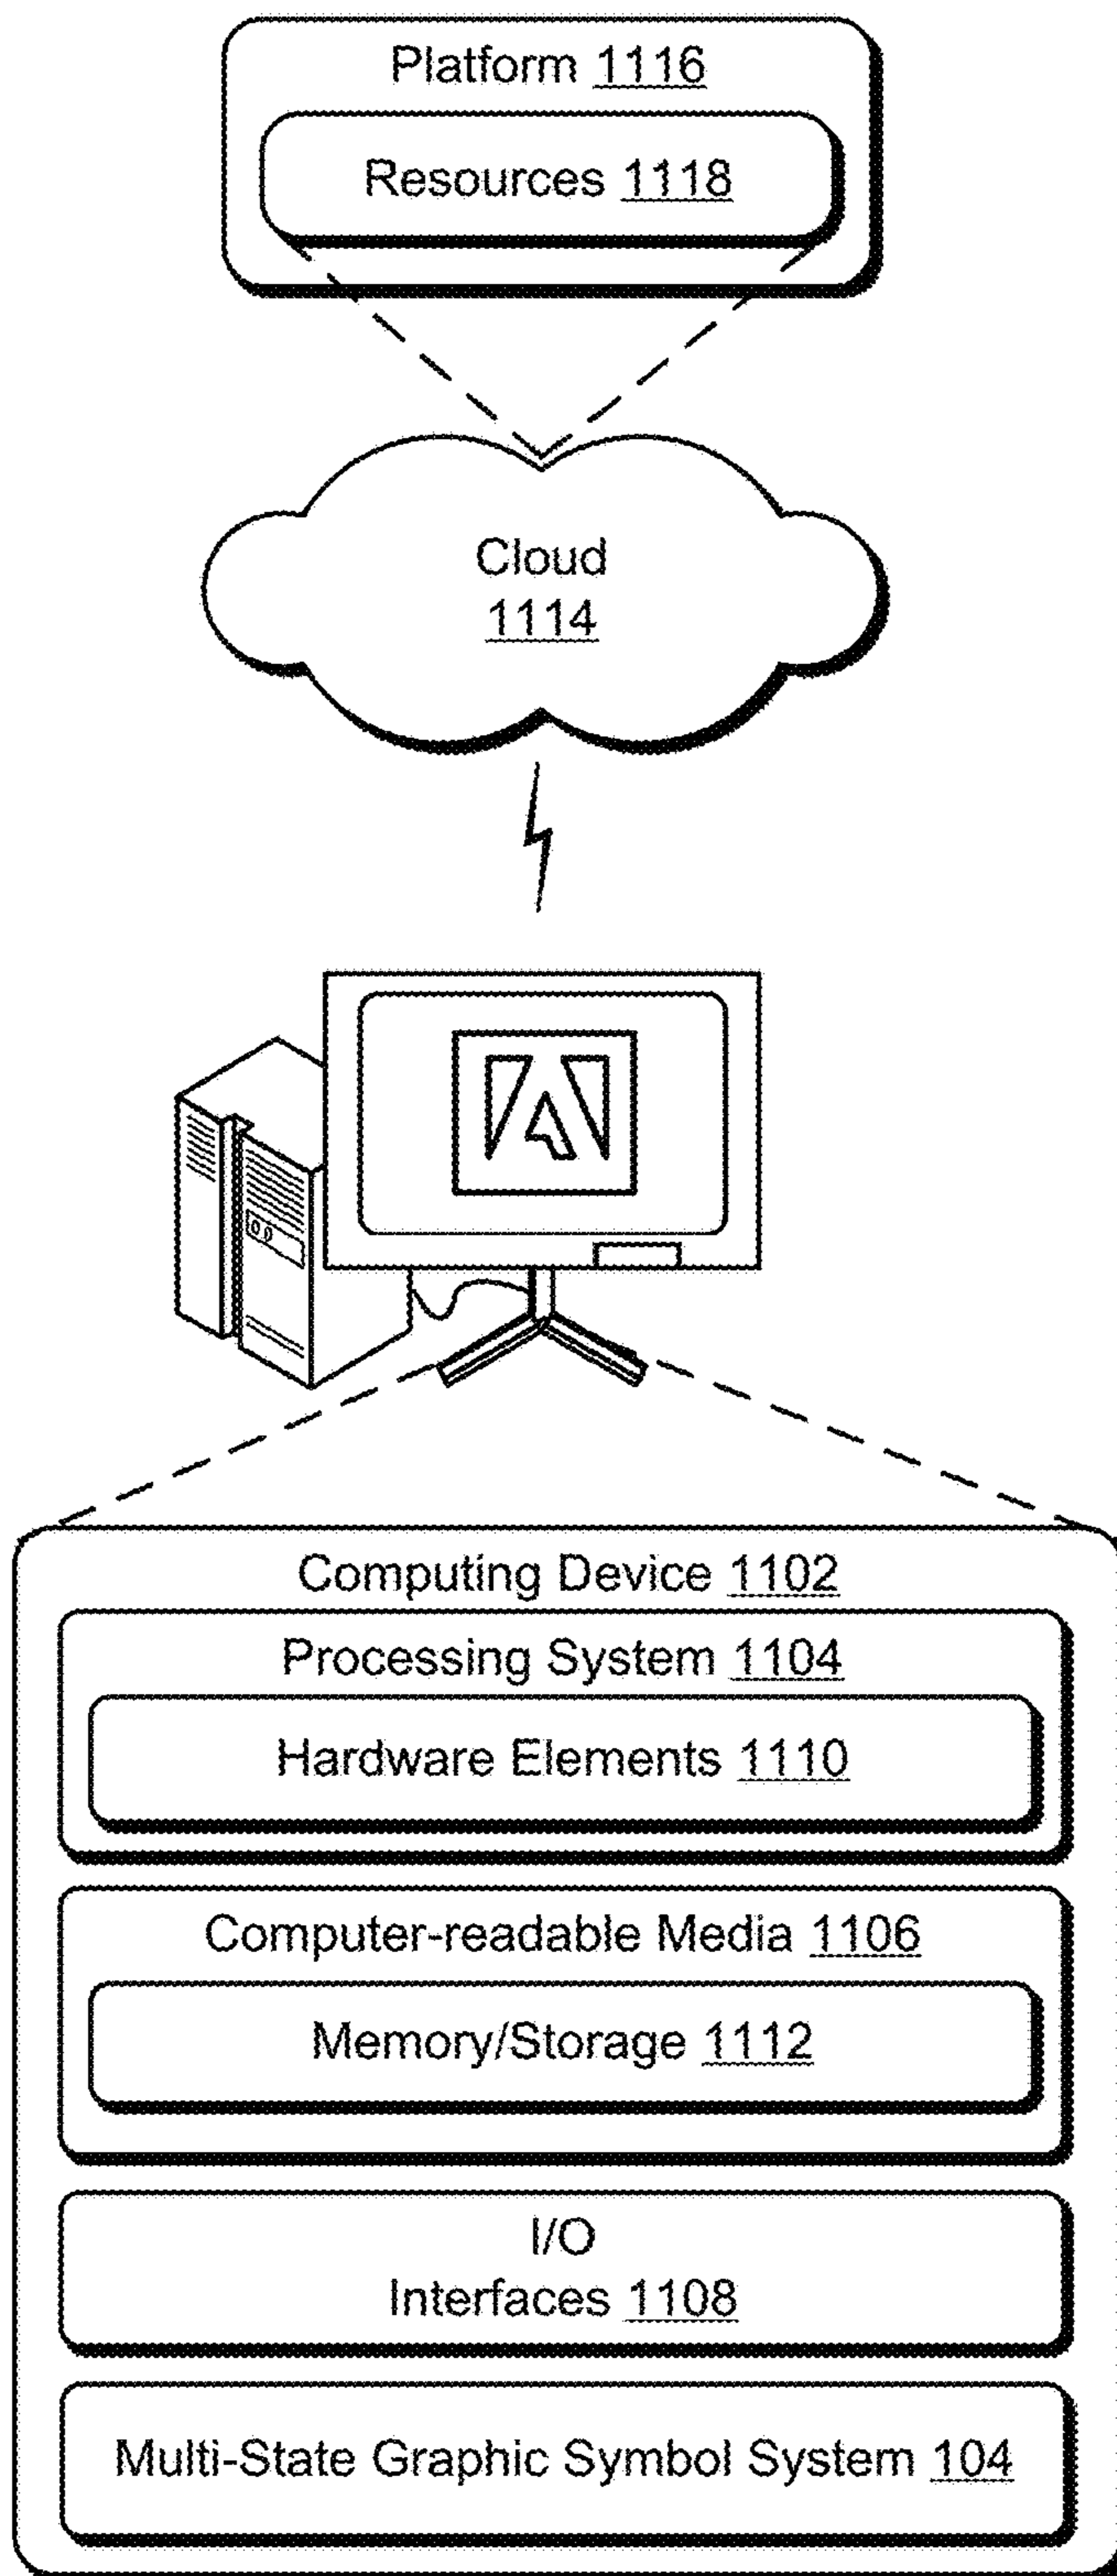 Platform 1116
Resources 1118
Cloud
1114
Computing Device 1102
Processing System 1104
Hardware Elements 1110
Computer-readable Media 1106
Memory/Storage 1112
I/O
Interfaces 1108
Multi-State Graphic Symbol System 104